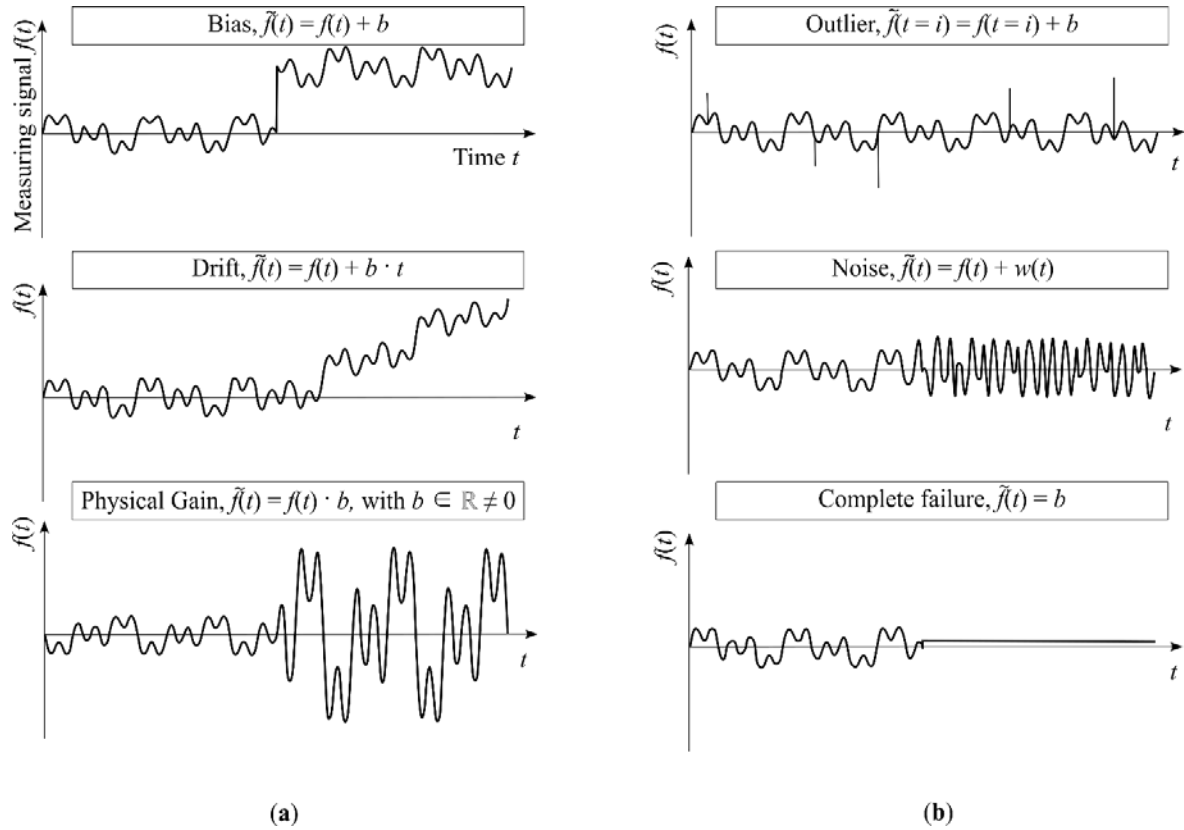 Measuring signal f(t)
Bias, f̃(t) = f(t) + b
Time t
f(t)
Drift, f̃(t) = f(t) + b · t
t
f(t)
Physical Gain, f̃(t) = f(t) · b, with b ∈ ℝ ≠ 0
t
(a)
f(t)
Outlier, f̃(t = i) = f(t = i) + b
t
f(t)
Noise, f̃(t) = f(t) + w(t)
t
f(t)
Complete failure, f̃(t) = b
t
(b)